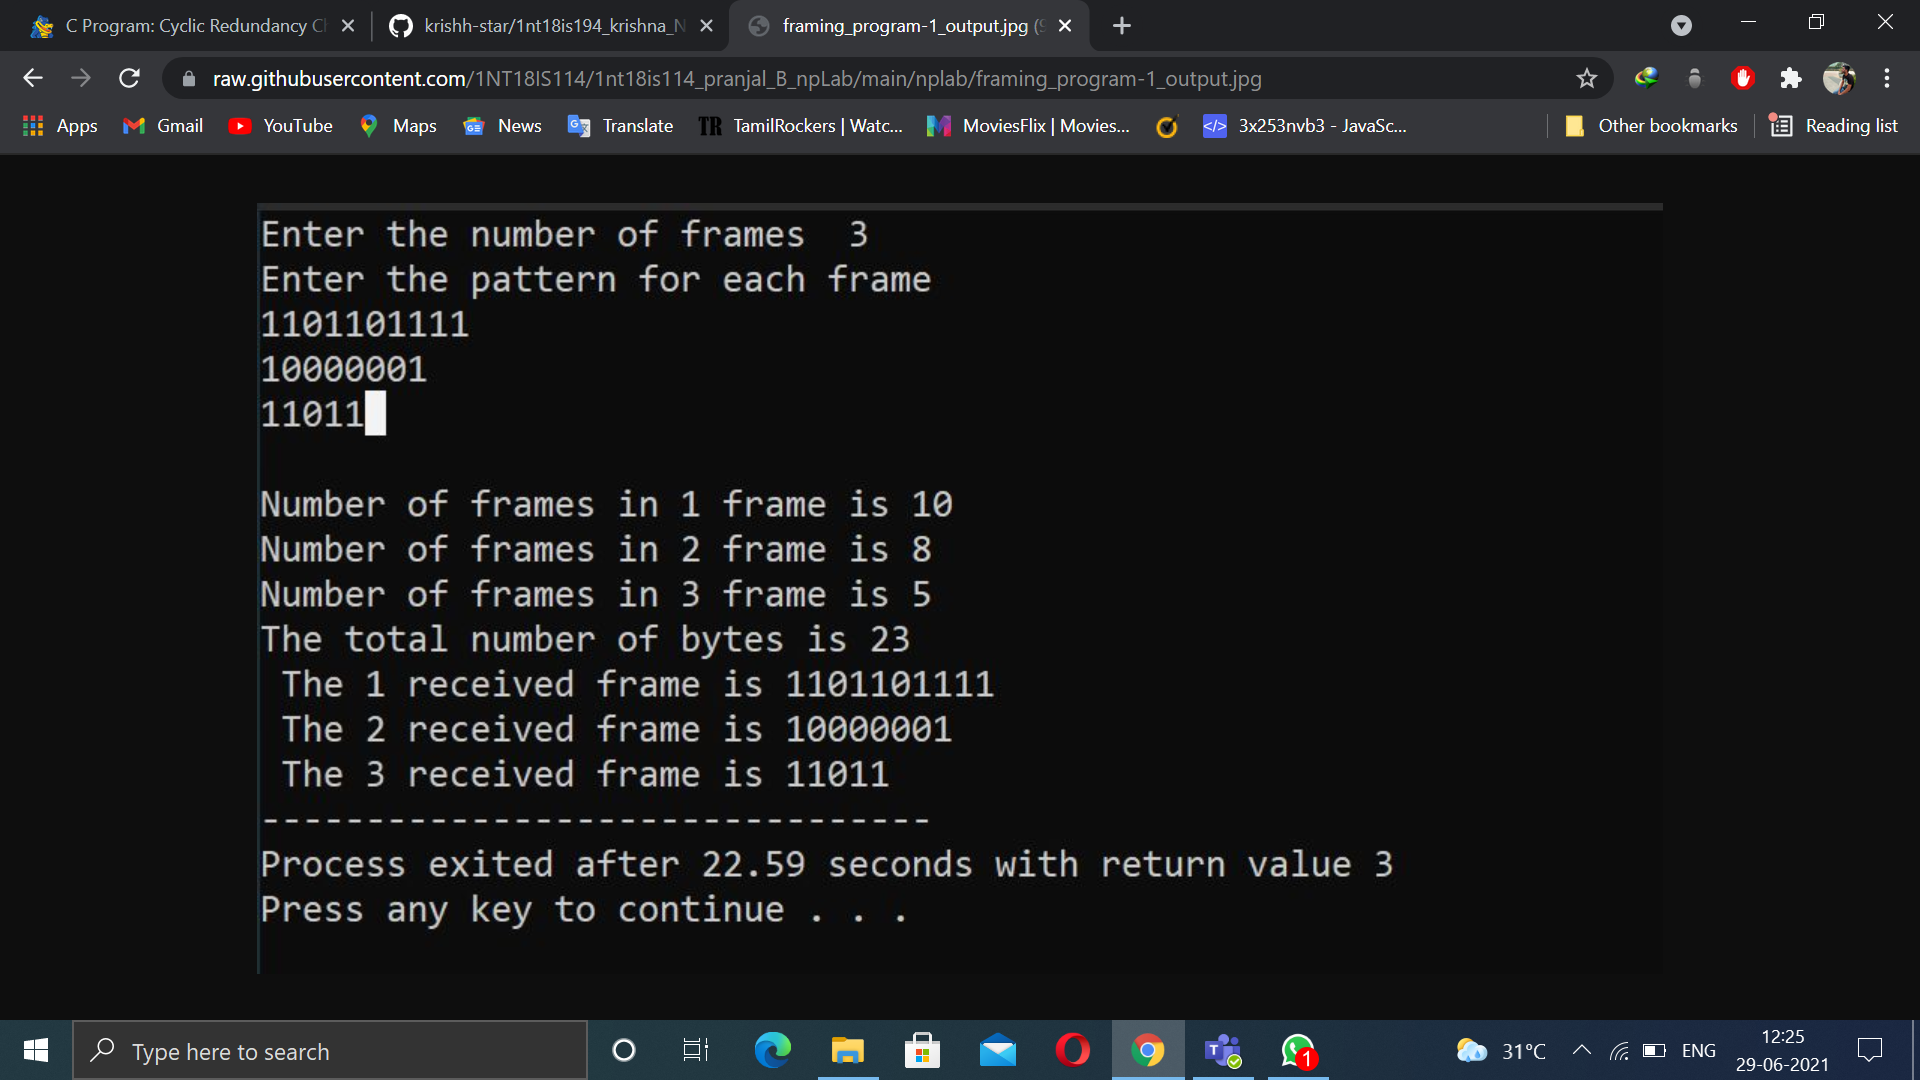 C Program: Cyclic Redundancy Ch
krishh-star/1nt18is194_krishna_N
framing_program-1_output.jpg (9
raw.githubusercontent.com/1NT18IS114/1nt18is114_pranjal_B_npLab/main/nplab/framing_program-1_output.jpg
Apps Gmail YouTube Maps News Translate TR TamilRockers | Watc... MoviesFlix | Movies... 3x253nvb3 - JavaSc... Other bookmarks Reading list
Enter the number of frames  3
Enter the pattern for each frame
1101101111
10000001
11011
Number of frames in 1 frame is 10
Number of frames in 2 frame is 8
Number of frames in 3 frame is 5
The total number of bytes is 23
The 1 received frame is 1101101111
The 2 received frame is 10000001
The 3 received frame is 11011
--------------------------------
Process exited after 22.59 seconds with return value 3
Press any key to continue . . .
Type here to search
1
31°C
ENG
12:25
29-06-2021